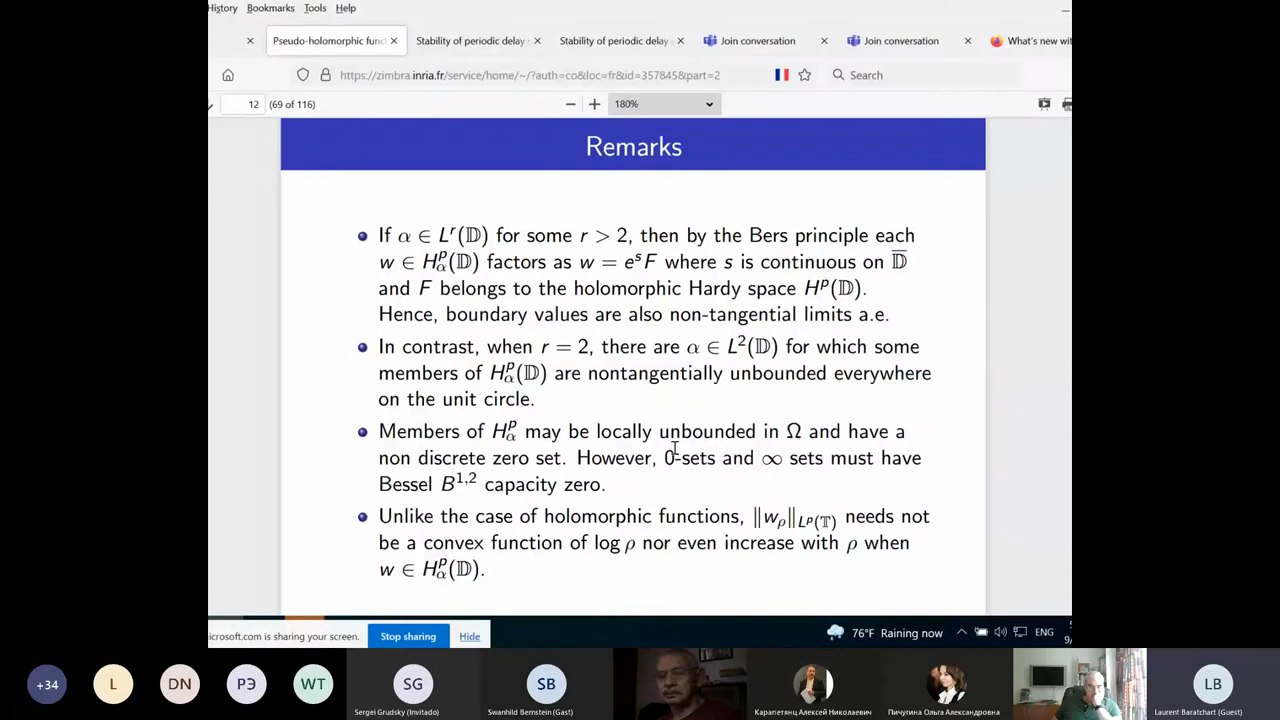 History Bookmarks Tools Help
Pseudo-holomorphic func × Stability of periodic delay - × Stability of periodic delay - × Join conversation × Join conversation × What's new wit
https://zimbra.inria.fr/service/home/~/?auth=co&loc=fr&id=357845&part=2 Search
12 (69 of 116) 180%
Remarks
If α ∈ Lʳ(𝔻) for some r > 2, then by the Bers principle each
w ∈ H^p_α(𝔻) factors as w = eˢF where s is continuous on 𝔻̅
and F belongs to the holomorphic Hardy space Hᵖ(𝔻).
Hence, boundary values are also non-tangential limits a.e.
In contrast, when r = 2, there are α ∈ L²(𝔻) for which some
members of H^p_α(𝔻) are nontangentially unbounded everywhere
on the unit circle.
Members of H^p_α may be locally unbounded in Ω and have a
non discrete zero set. However, 0-sets and ∞ sets must have
Bessel B^{1,2} capacity zero.
Unlike the case of holomorphic functions, ‖w_ρ‖_{L^p(𝕋)} needs not
be a convex function of log ρ nor even increase with ρ when
w ∈ H^p_α(𝔻).
icrosoft.com is sharing your screen. Stop sharing Hide
76°F Raining now ENG
+34 L DN РЭ WT SG SB LB
Sergei Grudsky (Invitado) Swanhild Bernstein (Gast) Карапетянц Алексей Николаевич Пичугина Ольга Александровна Laurent Baratchart (Guest)